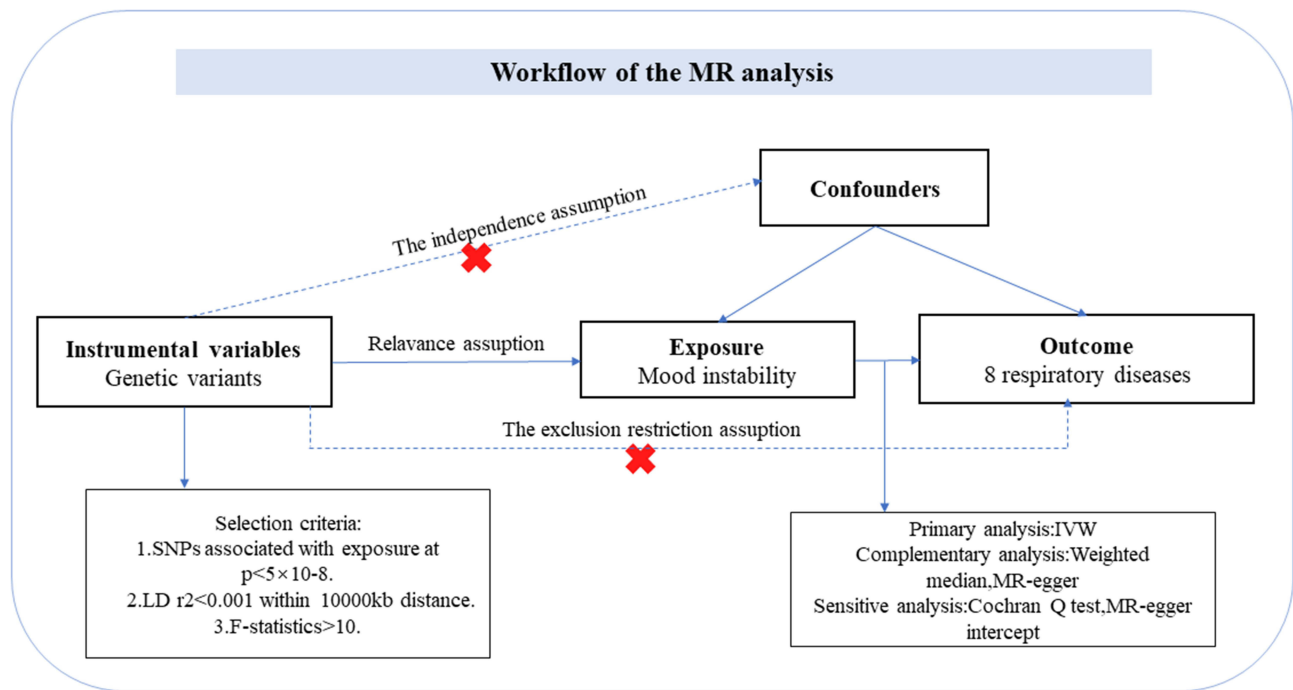 Workflow of the MR analysis
Confounders
The independence assumption
Instrumental variables
Genetic variants
Relavance assuption
Exposure
Mood instability
Outcome
8 respiratory diseases
The exclusion restriction assuption
Selection criteria:
1.SNPs associated with exposure at
p<5×10-8.
2.LD r2<0.001 within 10000kb distance.
3.F-statistics>10.
Primary analysis:IVW
Complementary analysis:Weighted
median,MR-egger
Sensitive analysis:Cochran Q test,MR-egger
intercept